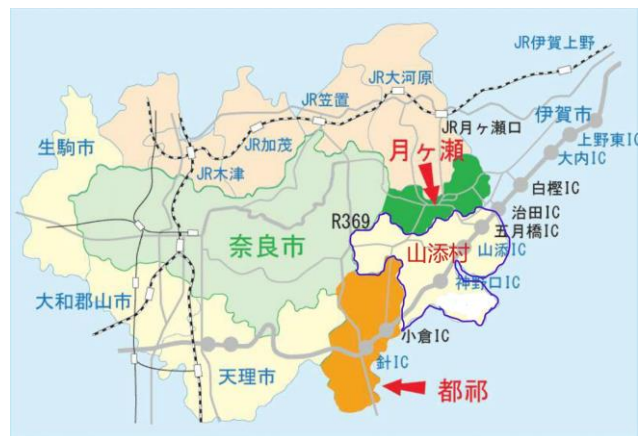 JR伊賀上野
JR大河原
JR笠置
伊賀市
JR月ヶ瀬口
上野東IC
生駒市
JR加茂
大内IC
月ヶ瀬
JR木津
白樫IC
R369
治田IC
五月橋IC
奈良市
山添村
山添IC
神野口IC
大和郡山市
小倉IC
針IC
天理市
都祁